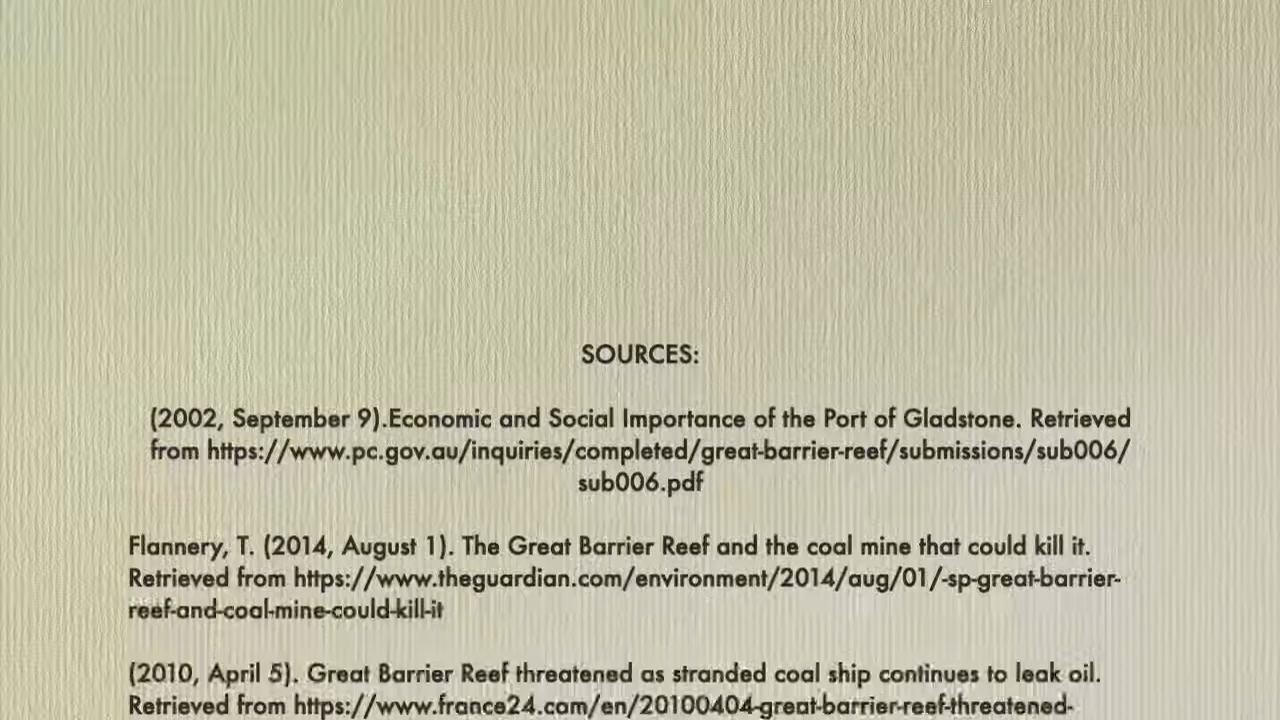 SOURCES:
(2002, September 9).Economic and Social Importance of the Port of Gladstone. Retrieved
from https://www.pc.gov.au/inquiries/completed/great-barrier-reef/submissions/sub006/
sub006.pdf
Flannery, T. (2014, August 1). The Great Barrier Reef and the coal mine that could kill it.
Retrieved from https://www.theguardian.com/environment/2014/aug/01/-sp-great-barrier-
reef-and-coal-mine-could-kill-it
(2010, April 5). Great Barrier Reef threatened as stranded coal ship continues to leak oil.
Retrieved from https://www.france24.com/en/20100404-great-barrier-reef-threatened-